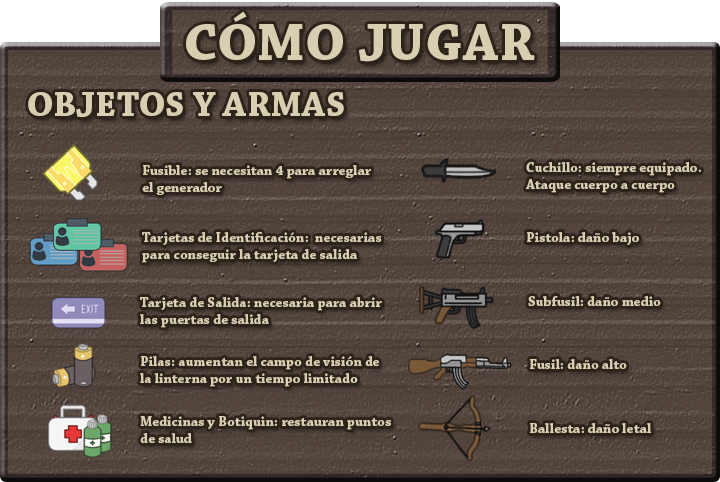 CÓMO JUGAR
OBJETOS Y ARMAS
Fusible: se necesitan 4 para arreglar
el generador
Tarjetas de Identificación: necesarias
para conseguir la tarjeta de salida
EXIT
Tarjeta de Salida: necesaria para abrir
las puertas de salida
Pilas: aumentan el campo de visión de
la linterna por un tiempo limitado
Medicinas y Botiquin: restauran puntos
de salud
Cuchillo: siempre equipado.
Ataque cuerpo a cuerpo
Pistola: daño bajo
Subfusil: daño medio
Fusil: daño alto
Ballesta: daño letal